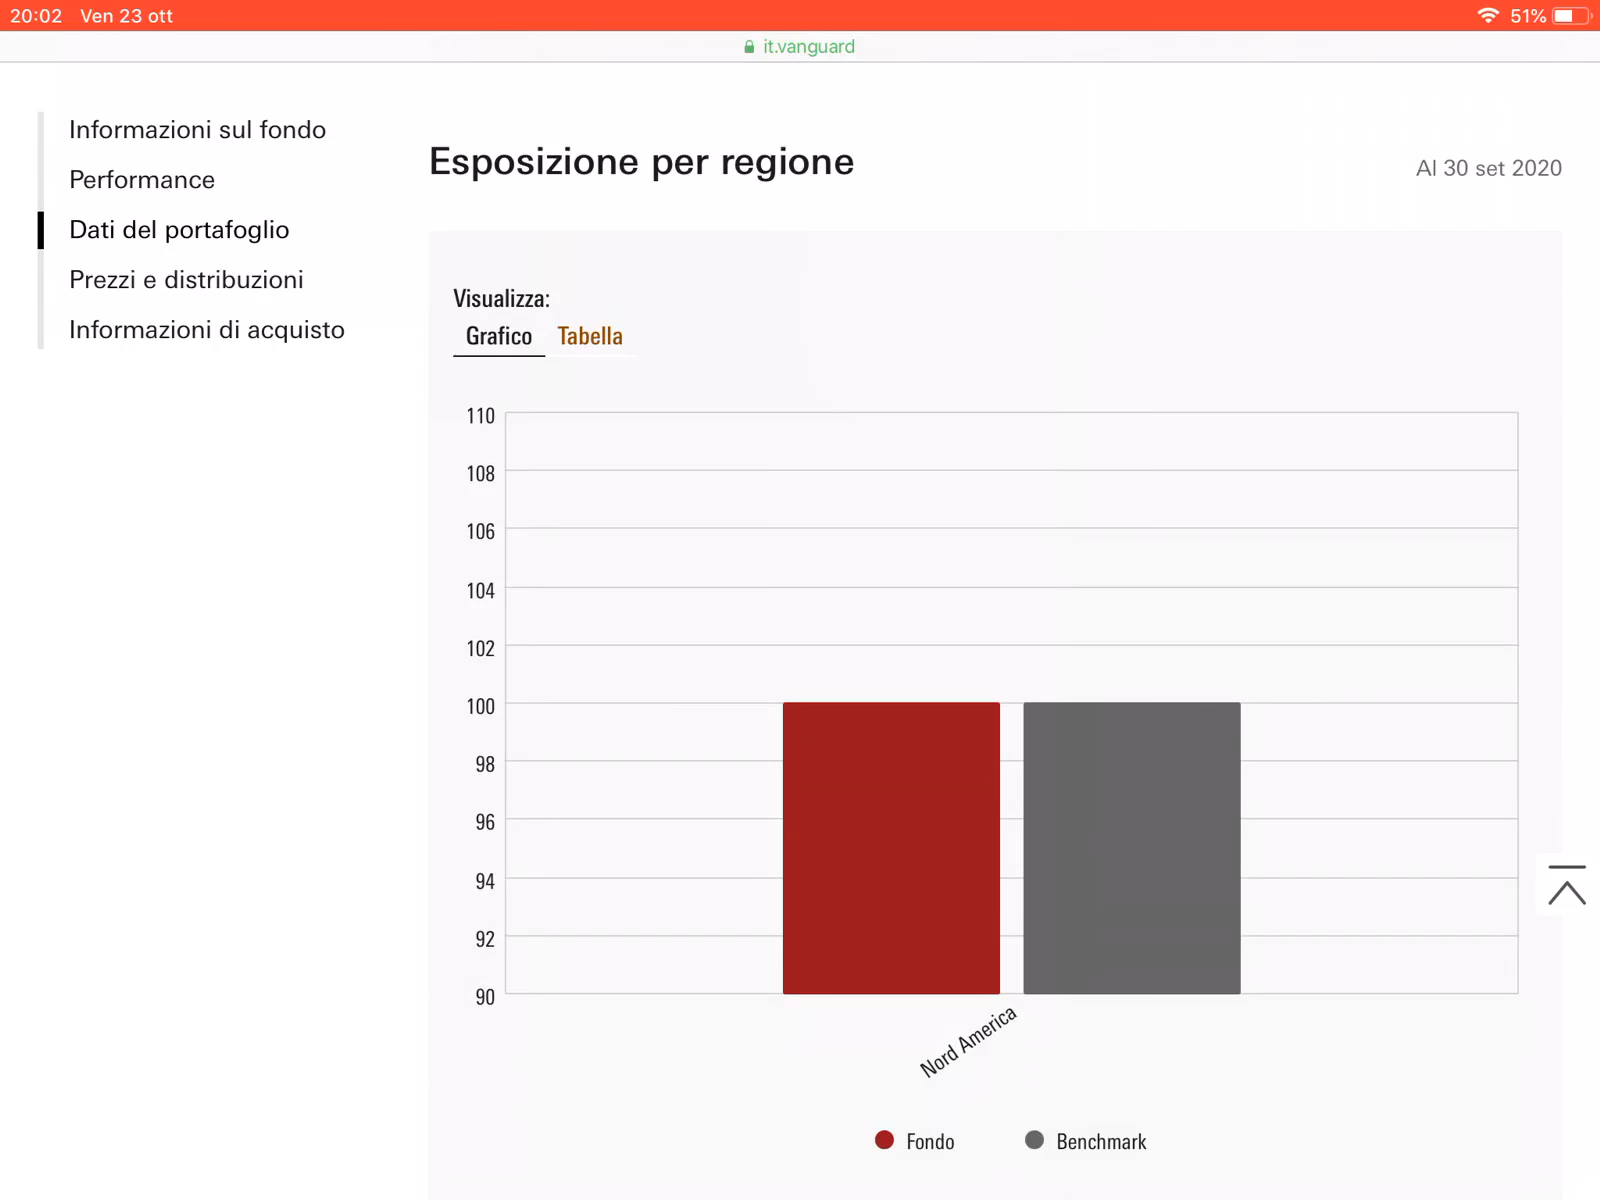 20:02 Ven 23 ott
51%
it.vanguard
Informazioni sul fondo
Performance
Dati del portafoglio
Prezzi e distribuzioni
Informazioni di acquisto
Esposizione per regione
Al 30 set 2020
Visualizza:
Grafico Tabella
110
108
106
104
102
100
98
96
94
92
90
Nord America
Fondo Benchmark